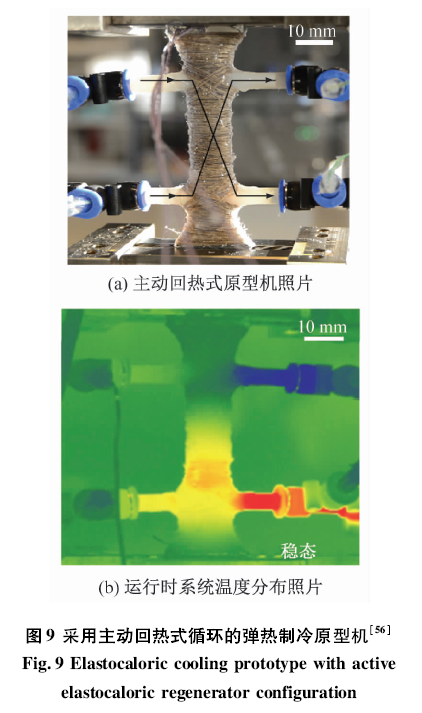 10 mm
(a) 主动回热式原型机照片
10 mm
稳态
(b) 运行时系统温度分布照片
图 9 采用主动回热式循环的弹热制冷原型机[56]
Fig. 9 Elastocaloric cooling prototype with active
elastocaloric regenerator configuration